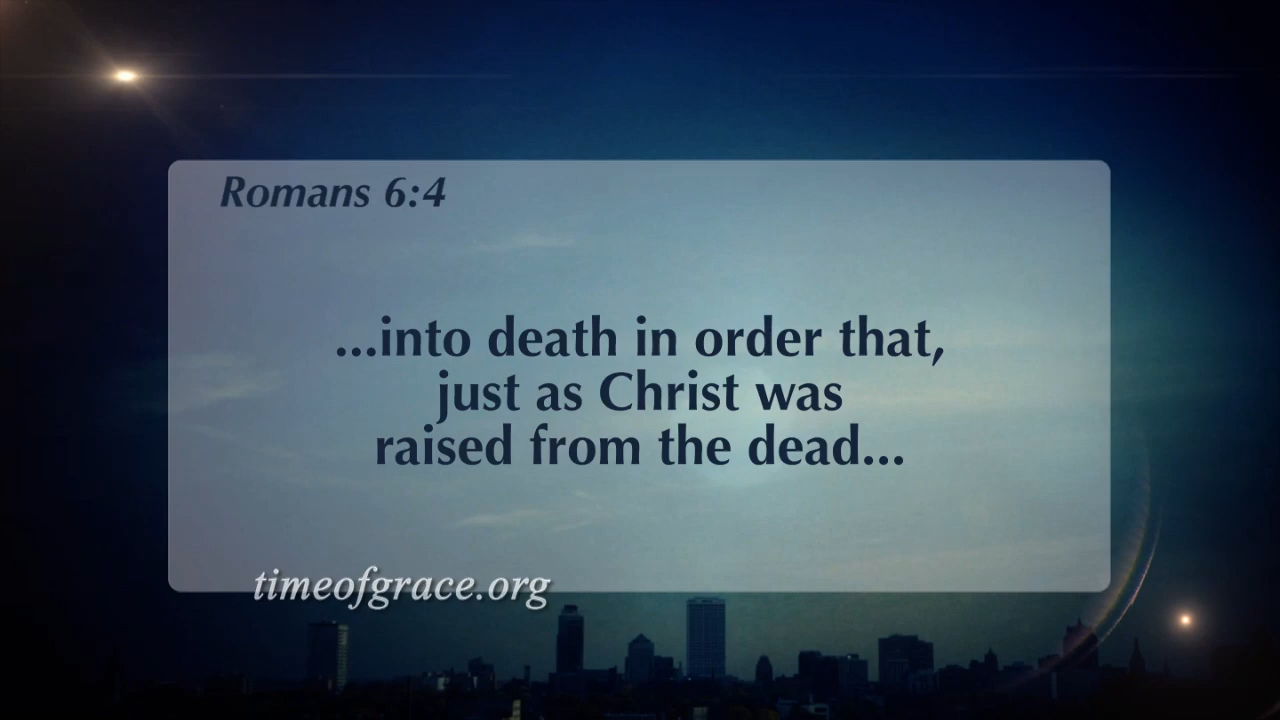 Romans 6:4
...into death in order that,
just as Christ was
raised from the dead...
timeofgrace.org